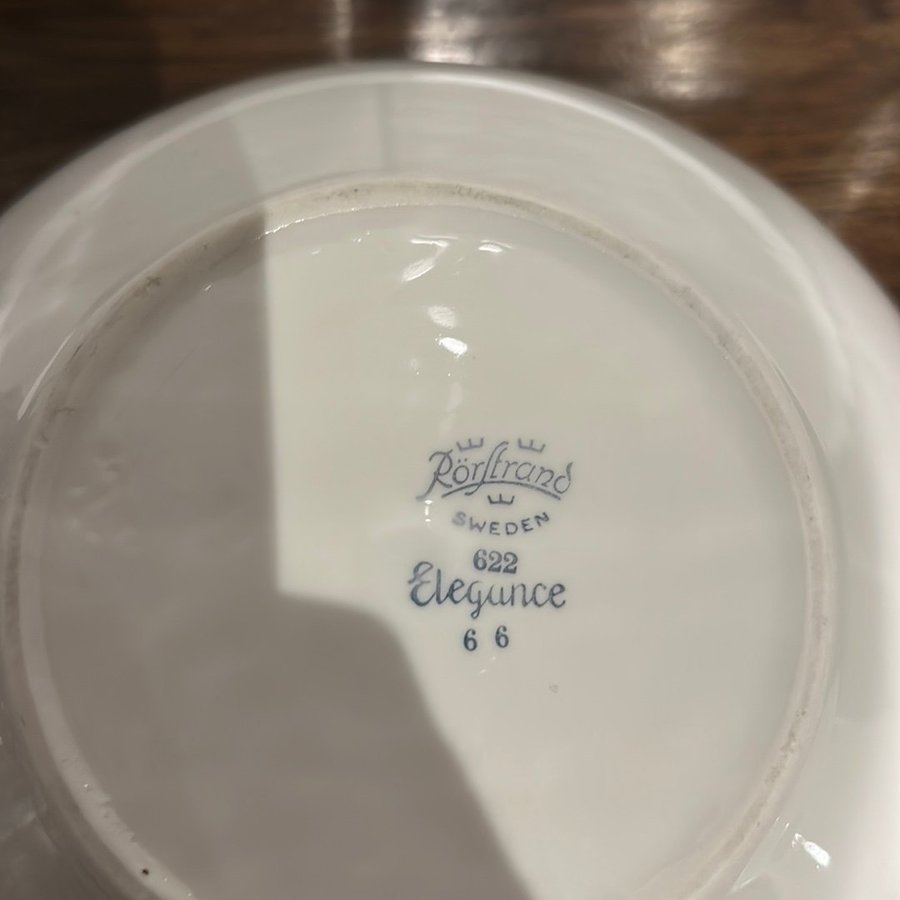 Rörstrand
SWEDEN
622
Elegance
6 6